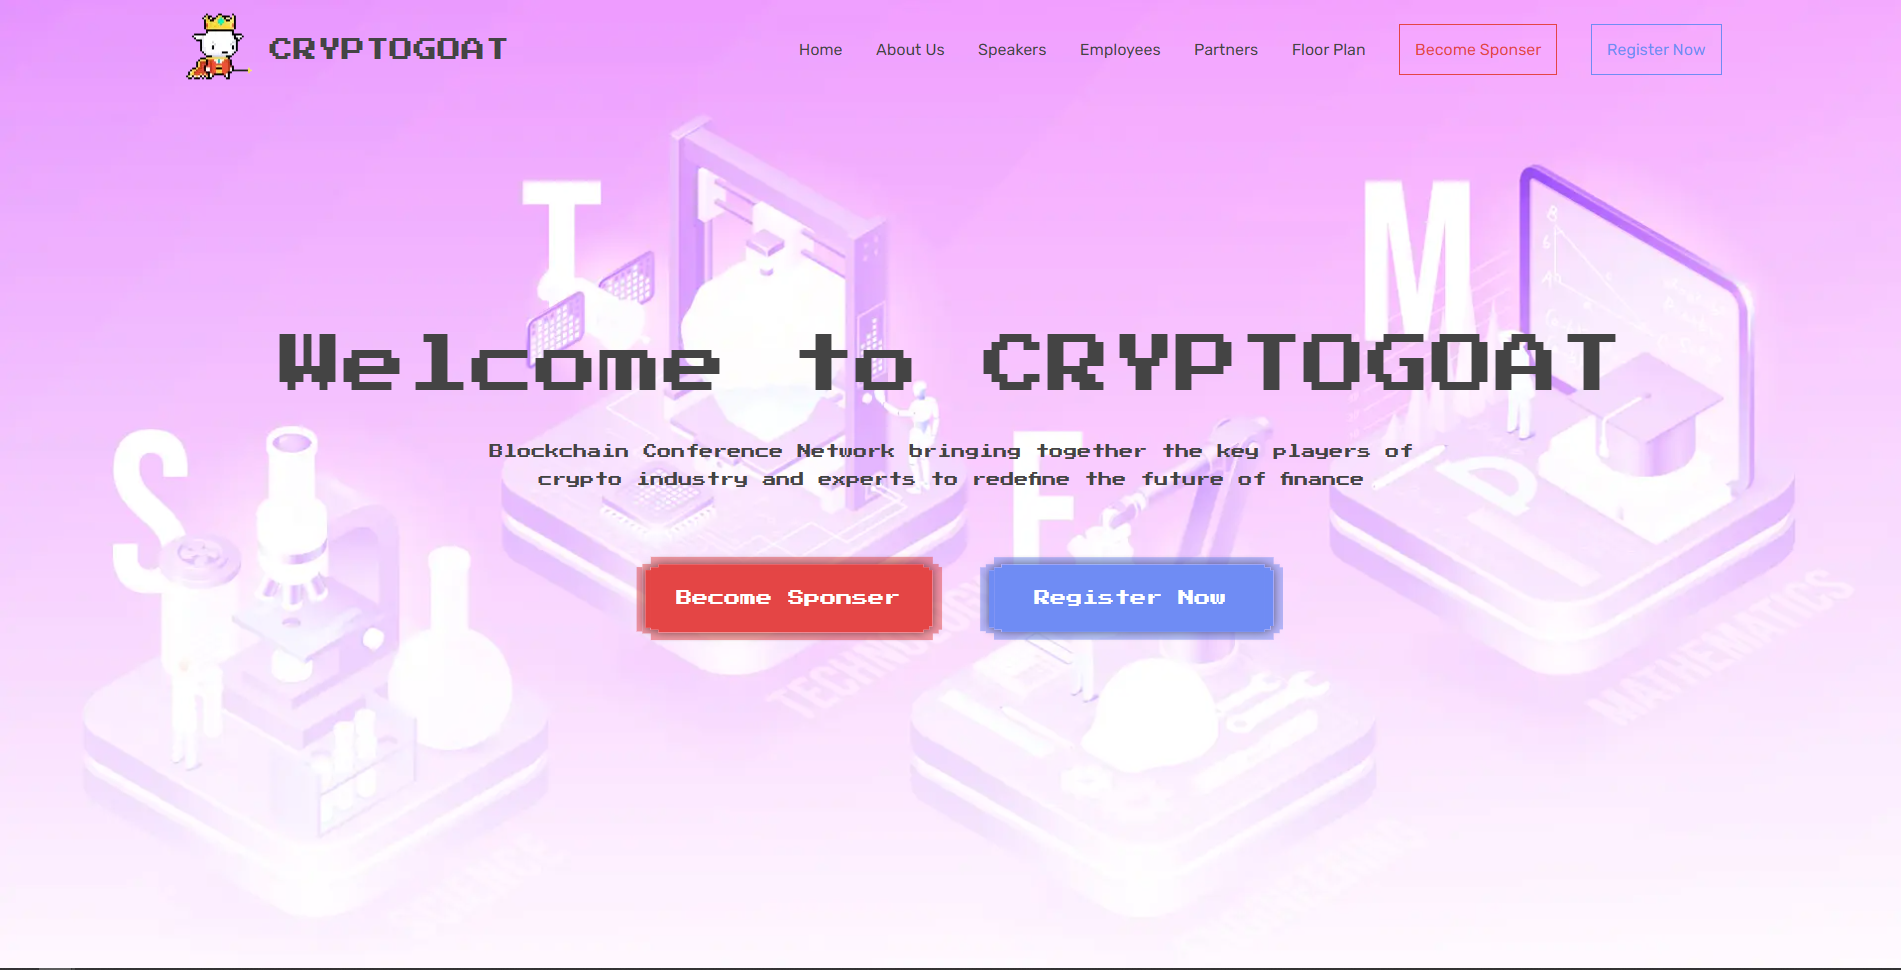 CRYPTOGOAT
Home About Us Speakers Employees Partners Floor Plan Become Sponser Register Now
T
M
Welcome to CRYPTOGOAT
S
E
Blockchain Conference Network bringing together the key players of
crypto industry and experts to redefine the future of finance
Become Sponser Register Now
TECHNOLOGY
MATHEMATICS
SCIENCE